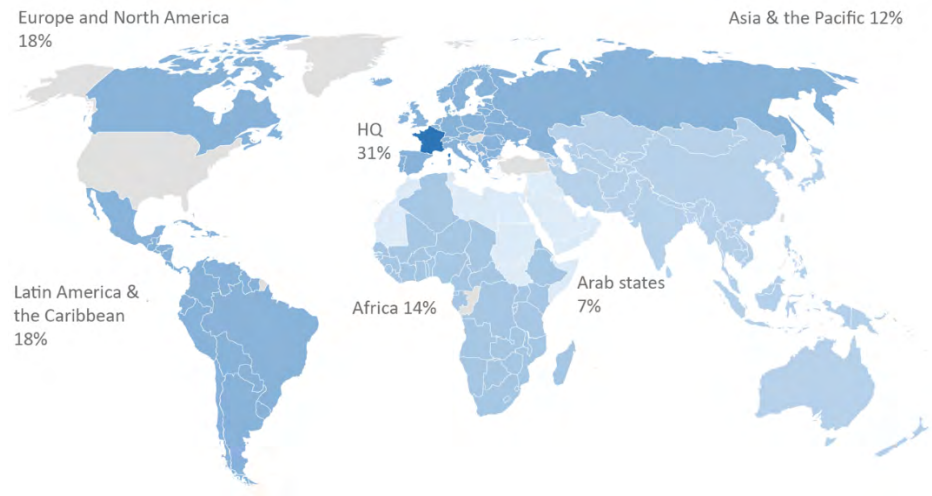 Europe and North America
18%
Asia & the Pacific 12%
HQ
31%
Latin America &
the Caribbean
18%
Africa 14%
Arab states
7%